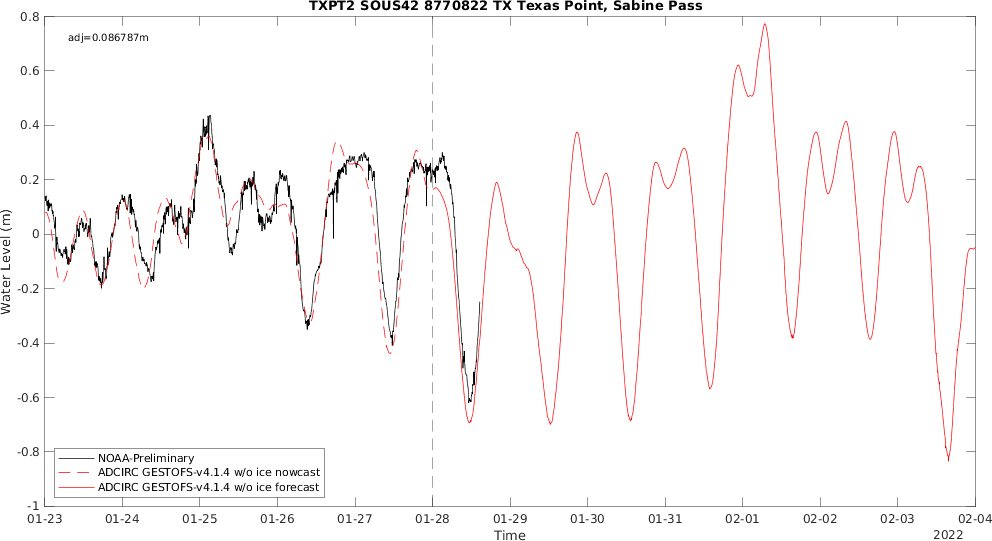 TXPT2 SOUS42 8770822 TX Texas Point, Sabine Pass
adj=0.086787m
0.8
0.6
0.4
0.2
0
-0.2
-0.4
-0.6
-0.8
-1
Water Level (m)
NOAA-Preliminary
ADCIRC GESTOFS-v4.1.4 w/o ice nowcast
ADCIRC GESTOFS-v4.1.4 w/o ice forecast
01-23 01-24 01-25 01-26 01-27 01-28 01-29 01-30 01-31 02-01 02-02 02-03 02-04
Time
2022